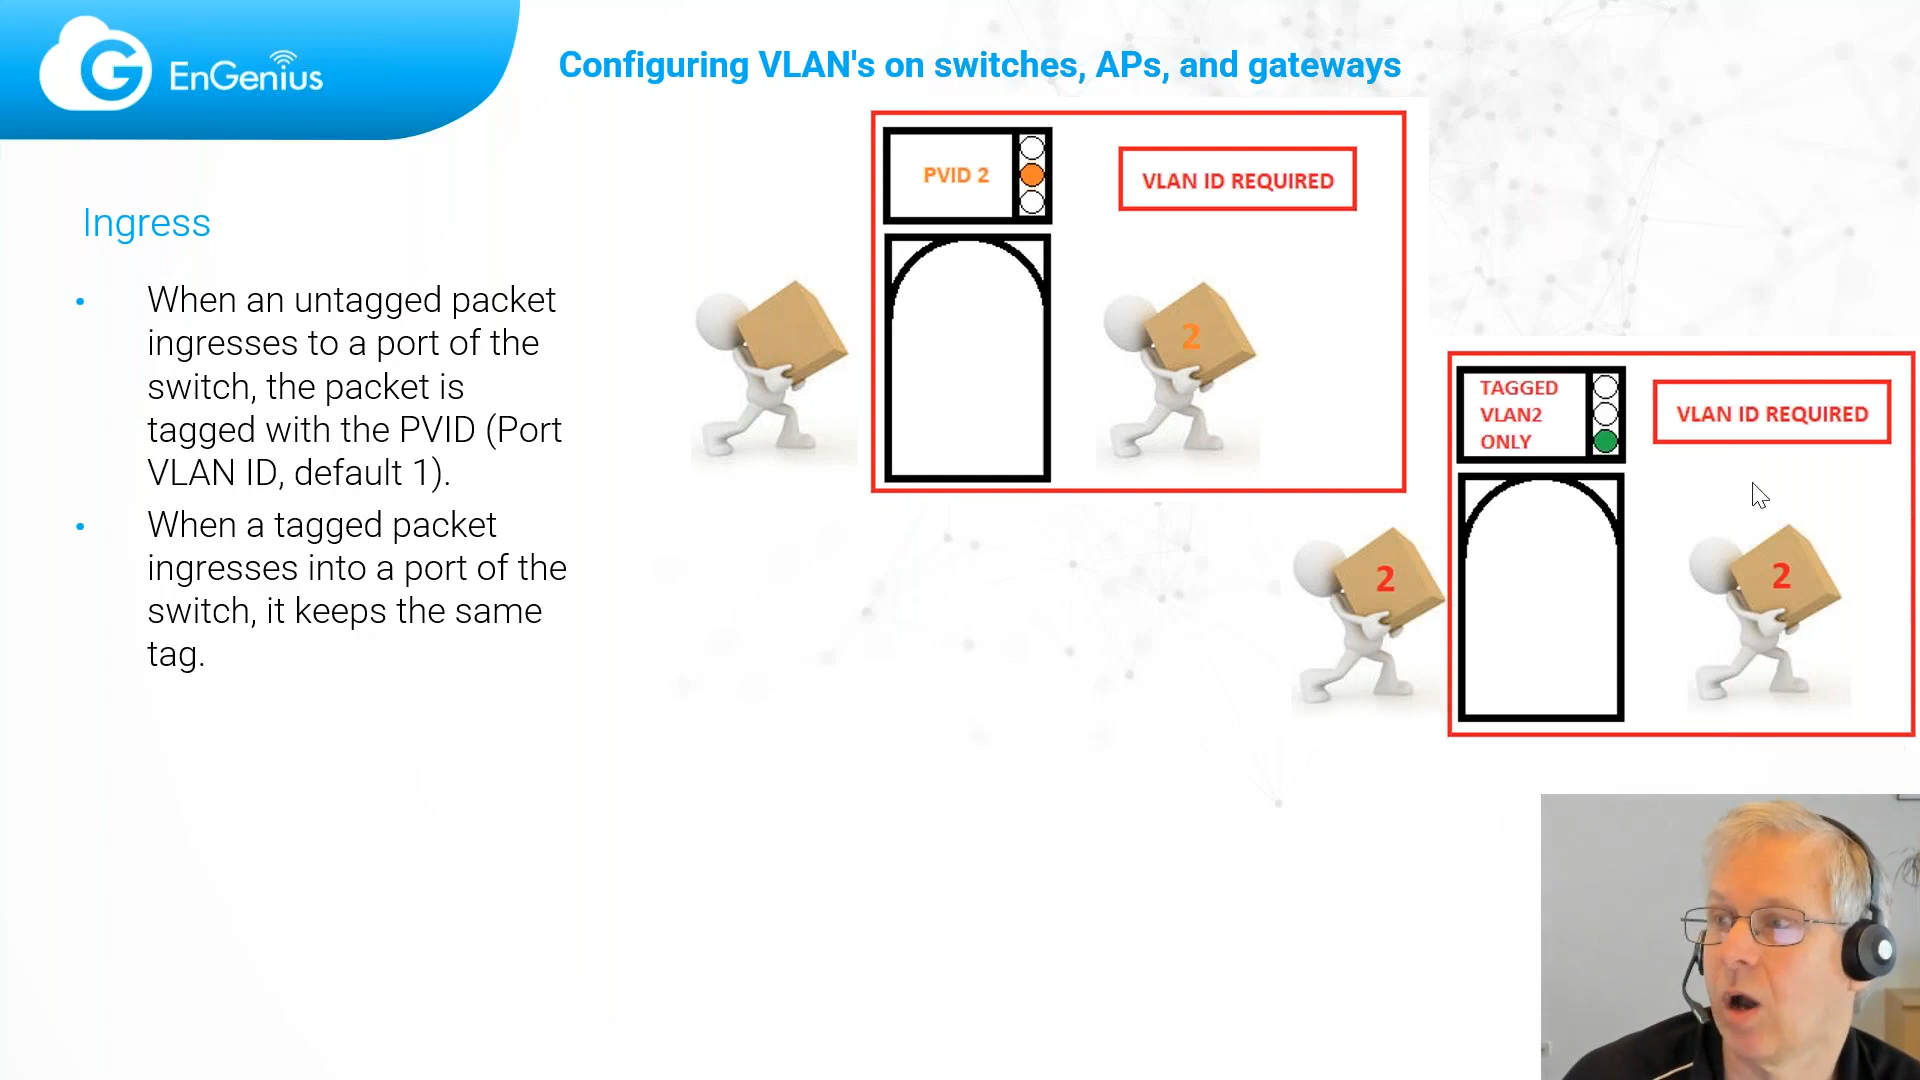 EnGenius
Configuring VLAN's on switches, APs, and gateways
Ingress
• When an untagged packet
ingresses to a port of the
switch, the packet is
tagged with the PVID (Port
VLAN ID, default 1).
• When a tagged packet
ingresses into a port of the
switch, it keeps the same
tag.
PVID 2
VLAN ID REQUIRED
2
TAGGED
VLAN2
ONLY
VLAN ID REQUIRED
2
2